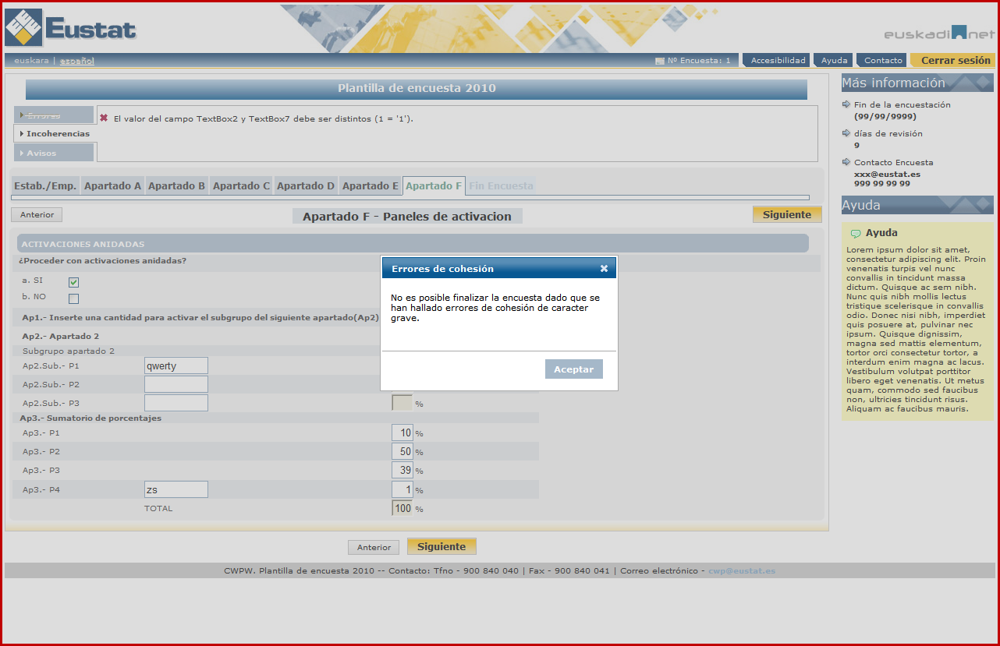 Eustat
euskadi net
euskara | español
Nº Encuesta: 1
Accesibilidad
Ayuda
Contacto
Cerrar sesión
Plantilla de encuesta 2010
Errores
Incoherencias
Avisos
El valor del campo TextBox2 y TextBox7 debe ser distintos (1 = '1').
Estab./Emp.
Apartado A
Apartado B
Apartado C
Apartado D
Apartado E
Apartado F
Fin Encuesta
Anterior
Apartado F - Paneles de activacion
Siguiente
ACTIVACIONES ANIDADAS
¿Proceder con activaciones anidadas?
a. SI
b. NO
Ap1.- Inserte una cantidad para activar el subgrupo del siguiente apartado(Ap2)
Ap2.- Apartado 2
Subgrupo apartado 2
Ap2.Sub.- P1 qwerty
Ap2.Sub.- P2
Ap2.Sub.- P3 %
Ap3.- Sumatorio de porcentajes
Ap3.- P1 10 %
Ap3.- P2 50 %
Ap3.- P3 39 %
Ap3.- P4 zs 1 %
TOTAL 100 %
Errores de cohesión
No es posible finalizar la encuesta dado que se
han hallado errores de cohesión de caracter
grave.
Aceptar
Anterior
Siguiente
CWPW. Plantilla de encuesta 2010 -- Contacto: Tfno - 900 840 040 | Fax - 900 840 041 | Correo electrónico - cwp@eustat.es
Más información
Fin de la encuestación
(99/99/9999)
días de revisión
9
Contacto Encuesta
xxx@eustat.es
999 99 99 99
Ayuda
Ayuda
Lorem ipsum dolor sit amet,
consectetur adipiscing elit. Proin
venenatis turpis vel nunc
convallis in tincidunt massa
dictum. Quisque ac sem nibh.
Nunc quis nibh mollis lectus
tristique scelerisque in convallis
odio. Donec nisi nibh, imperdiet
quis posuere at, pulvinar nec
ipsum. Quisque dignissim,
magna sed mattis elementum,
tortor orci consectetur tortor, a
interdum enim magna ac lacus.
Vestibulum volutpat porttitor
libero eget venenatis. Ut metus
quam, commodo sed faucibus
non, ultricies tincidunt risus.
Aliquam ac faucibus mauris.